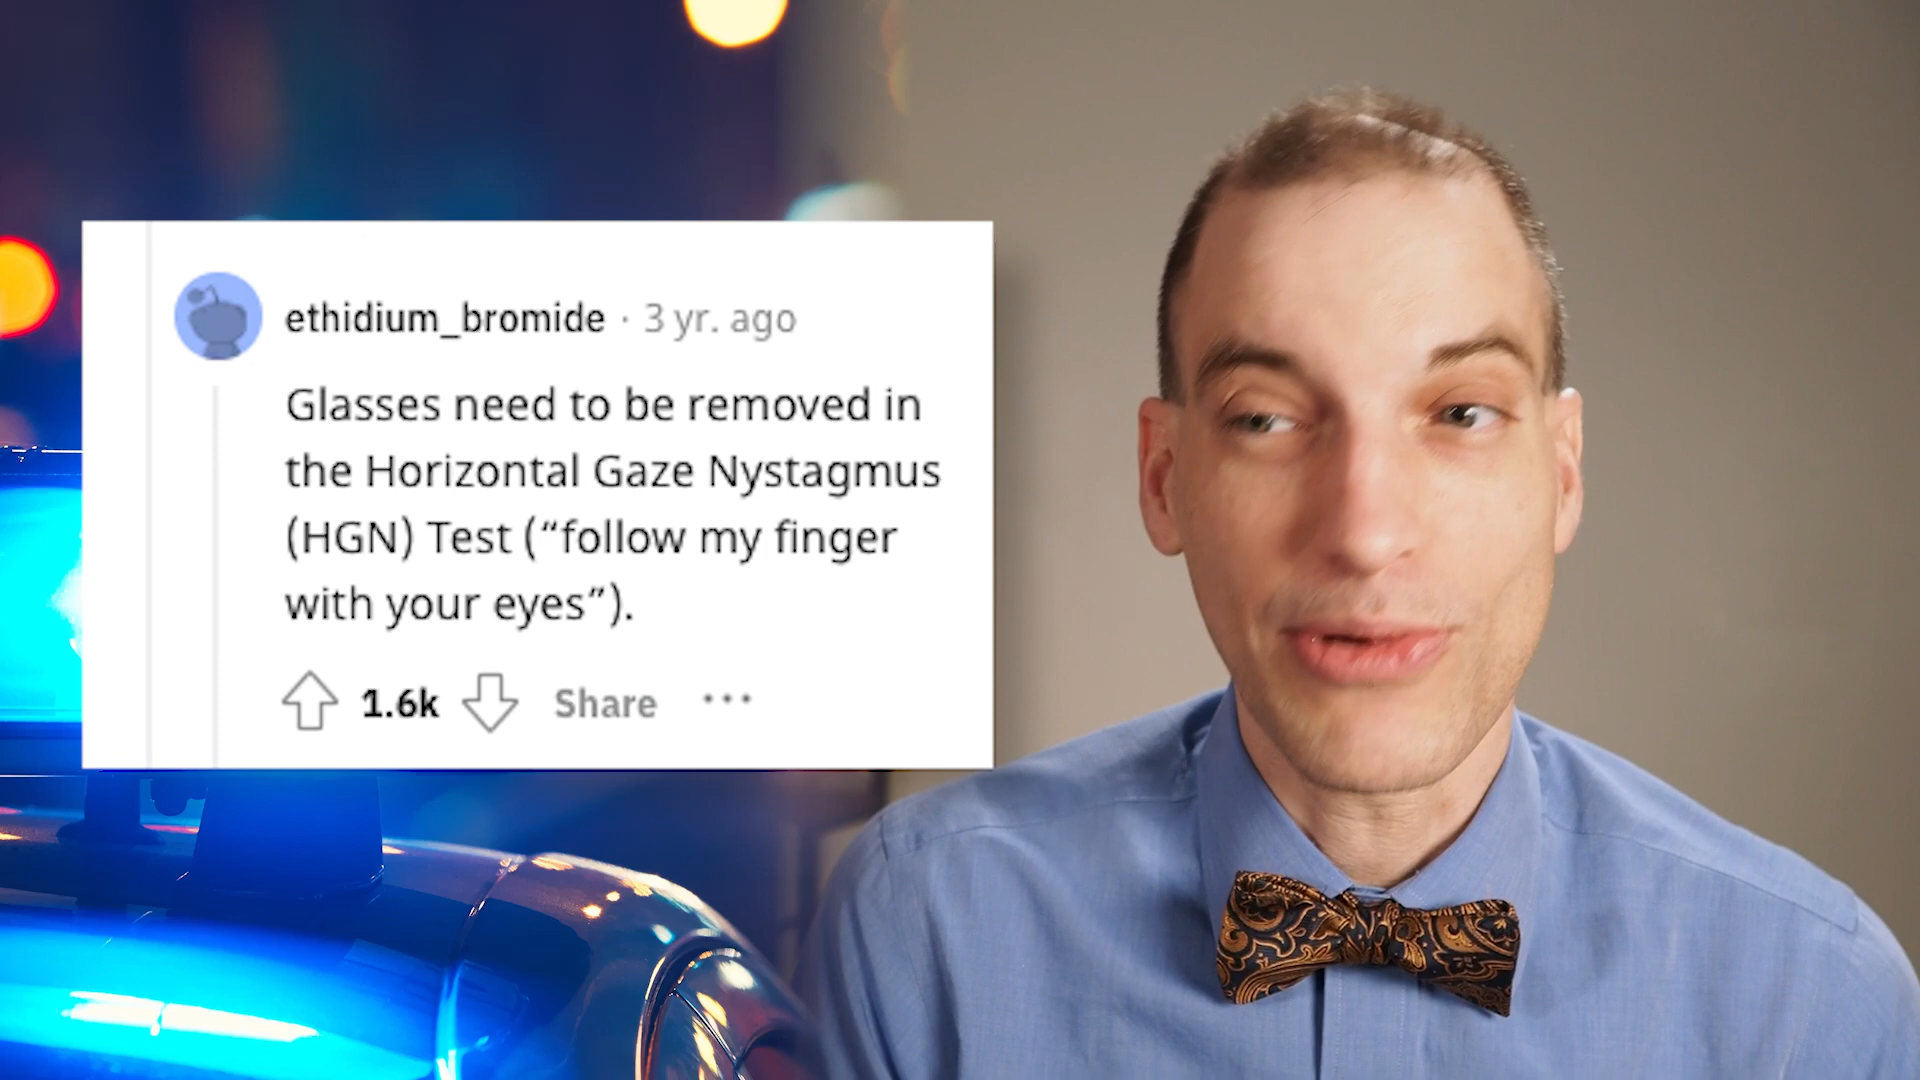 ethidium_bromide · 3 yr. ago
Glasses need to be removed in
the Horizontal Gaze Nystagmus
(HGN) Test (“follow my finger
with your eyes”).
1.6k Share ...